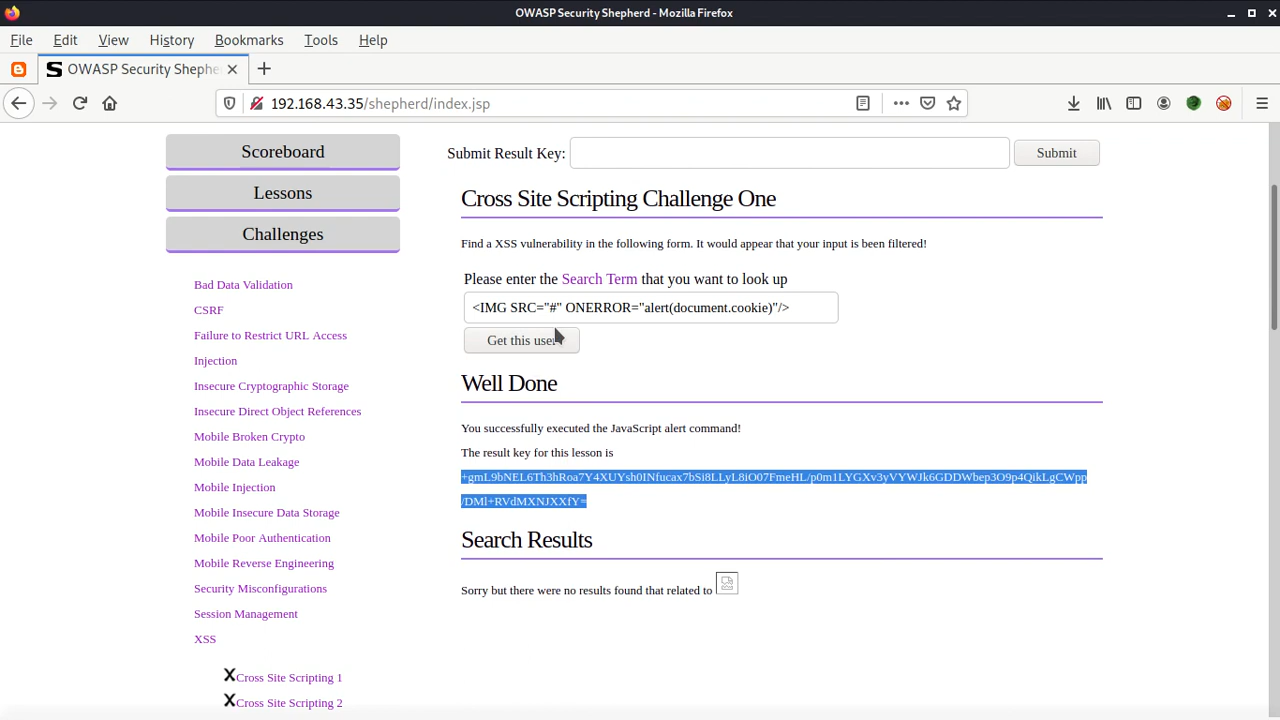 OWASP Security Shepherd - Mozilla Firefox
File Edit View History Bookmarks Tools Help
OWASP Security Shephe
192.168.43.35/shepherd/index.jsp
Scoreboard
Lessons
Challenges
Bad Data Validation
CSRF
Failure to Restrict URL Access
Injection
Insecure Cryptographic Storage
Insecure Direct Object References
Mobile Broken Crypto
Mobile Data Leakage
Mobile Injection
Mobile Insecure Data Storage
Mobile Poor Authentication
Mobile Reverse Engineering
Security Misconfigurations
Session Management
XSS
XCross Site Scripting 1
XCross Site Scripting 2
Submit Result Key: Submit
Cross Site Scripting Challenge One
Find a XSS vulnerability in the following form. It would appear that your input is been filtered!
Please enter the Search Term that you want to look up
<IMG SRC="#" ONERROR="alert(document.cookie)"/>
Get this user
Well Done
You successfully executed the JavaScript alert command!
The result key for this lesson is
+gmL9bNEL6Th3hRoa7Y4XUYsh0INfucax7bSi8LLyL8iO07FmeHL/p0m1LYGXv3yVYWJk6GDDWbep3O9p4QikLgCWpp
/DMl+RVdMXNJXXfY=
Search Results
Sorry but there were no results found that related to